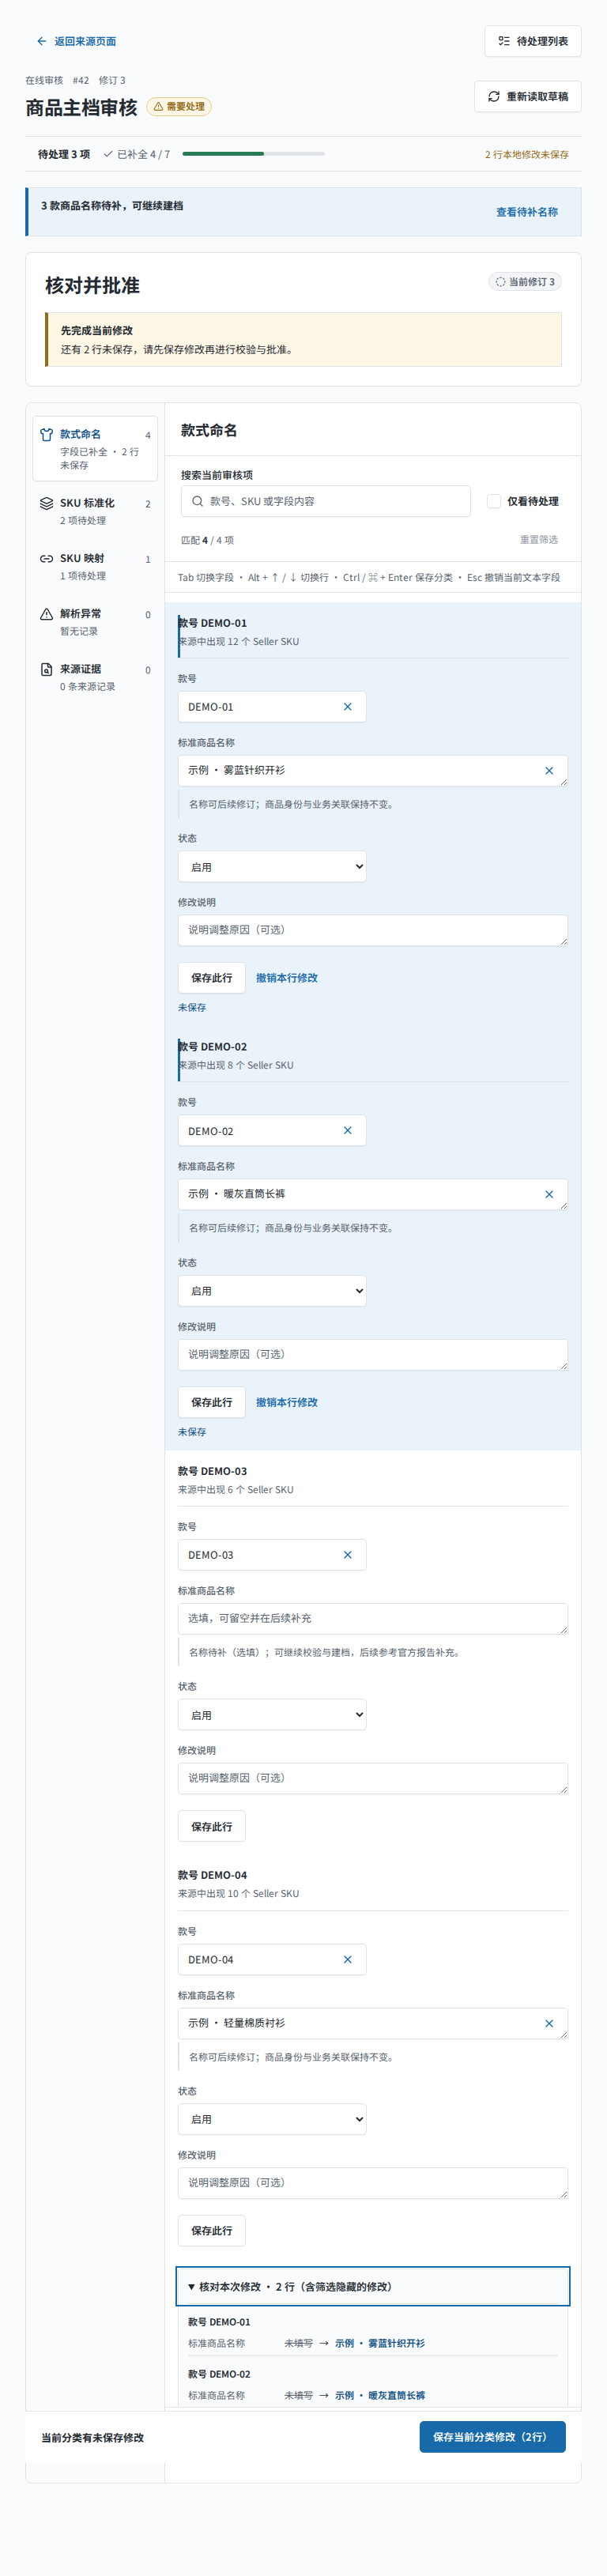 返回来源页面
待处理列表
在线审核 #42 修订 3
商品主档审核
需要处理
重新读取草稿
待处理 3 项
已补全 4 / 7
2 行本地修改未保存
3 款商品名称待补，可继续建档
查看待补名称
核对并批准
当前修订 3
先完成当前修改
还有 2 行未保存，请先保存修改再进行校验与批准。
款式命名 4
字段已补全 · 2 行
未保存
SKU 标准化 2
2 项待处理
SKU 映射 1
1 项待处理
解析异常 0
暂无记录
来源证据 0
0 条来源记录
款式命名
搜索当前审核项
款号、SKU 或字段内容
仅看待处理
匹配 4 / 4 项
重置筛选
Tab 切换字段 · Alt + ↑ / ↓ 切换行 · Ctrl / ⌘ + Enter 保存分类 · Esc 撤销当前文本字段
款号 DEMO-01
来源中出现 12 个 Seller SKU
款号
DEMO-01
标准商品名称
示例 · 雾蓝针织开衫
名称可后续修订；商品身份与业务关联保持不变。
状态
启用
修改说明
说明调整原因（可选）
保存此行
撤销本行修改
未保存
款号 DEMO-02
来源中出现 8 个 Seller SKU
款号
DEMO-02
标准商品名称
示例 · 暖灰直筒长裤
名称可后续修订；商品身份与业务关联保持不变。
状态
启用
修改说明
说明调整原因（可选）
保存此行
撤销本行修改
未保存
款号 DEMO-03
来源中出现 6 个 Seller SKU
款号
DEMO-03
标准商品名称
选填，可留空并在后续补充
名称待补（选填）；可继续校验与建档，后续参考官方报告补充。
状态
启用
修改说明
说明调整原因（可选）
保存此行
款号 DEMO-04
来源中出现 10 个 Seller SKU
款号
DEMO-04
标准商品名称
示例 · 轻量棉质衬衫
名称可后续修订；商品身份与业务关联保持不变。
状态
启用
修改说明
说明调整原因（可选）
保存此行
▼ 核对本次修改 · 2 行（含筛选隐藏的修改）
款号 DEMO-01
标准商品名称 未填写 → 示例 · 雾蓝针织开衫
款号 DEMO-02
标准商品名称 未填写 → 示例 · 暖灰直筒长裤
当前分类有未保存修改
保存当前分类修改（2行）